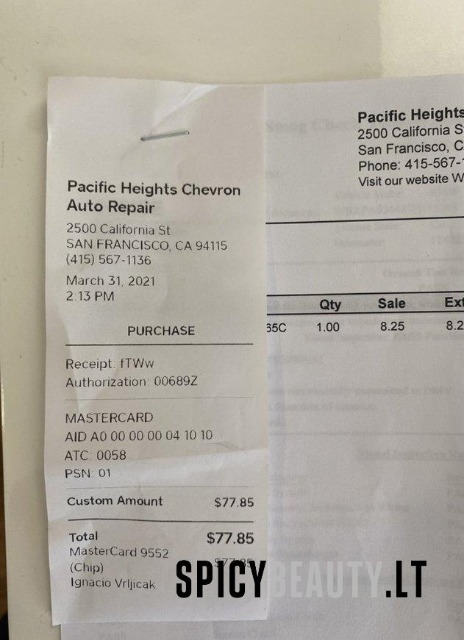 Pacific Heights Chevron
Auto Repair
2500 California St
SAN FRANCISCO, CA 94115
(415) 567-1136
March 31, 2021
2:13 PM
PURCHASE
Receipt: fTWw
Authorization: 00689Z
MASTERCARD
AID A0 00 00 00 04 10 10
ATC: 0058
PSN: 01
Custom Amount $77.85
Total $77.85
MasterCard 9552 $77.85
(Chip)
Ignacio Vrljicak
Pacific Heights
2500 California S
San Francisco, C
Phone: 415-567-
Visit our website W
Qty Sale Ext
35C 1.00 8.25 8.2
SPICYBEAUTY.LT